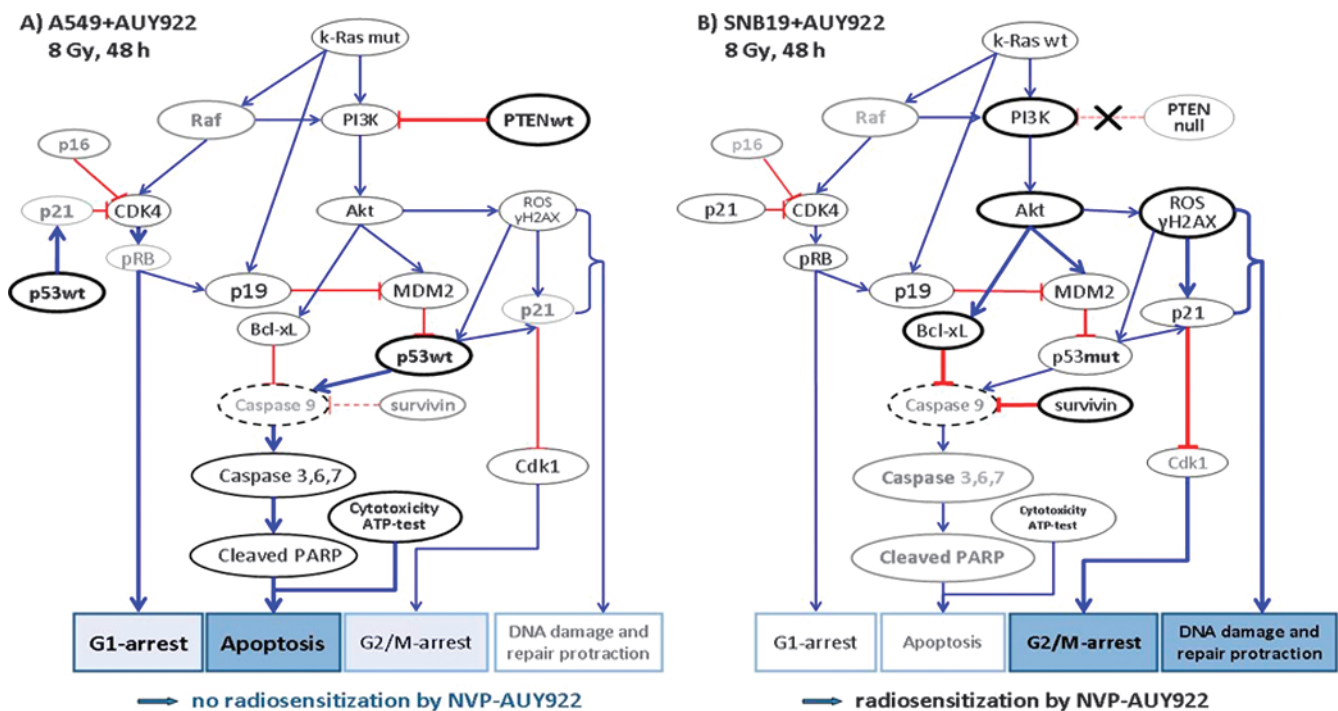 A) A549+AUY922
8 Gy, 48 h
k-Ras mut
Raf
PI3K
PTENwt
p16
p21
CDK4
Akt
ROS
γH2AX
pRB
p53wt
p19
MDM2
p21
Bcl-xL
p53wt
Caspase 9
survivin
Caspase 3,6,7
Cdk1
Cytotoxicity
ATP-test
Cleaved PARP
G1-arrest
Apoptosis
G2/M-arrest
DNA damage and
repair protraction
no radiosensitization by NVP-AUY922
B) SNB19+AUY922
8 Gy, 48 h
k-Ras wt
Raf
PI3K
PTEN
null
p16
p21
CDK4
Akt
ROS
γH2AX
pRB
p19
MDM2
p21
Bcl-xL
p53mut
Caspase 9
survivin
Caspase 3,6,7
Cdk1
Cytotoxicity
ATP-test
Cleaved PARP
G1-arrest
Apoptosis
G2/M-arrest
DNA damage and
repair protraction
radiosensitization by NVP-AUY922